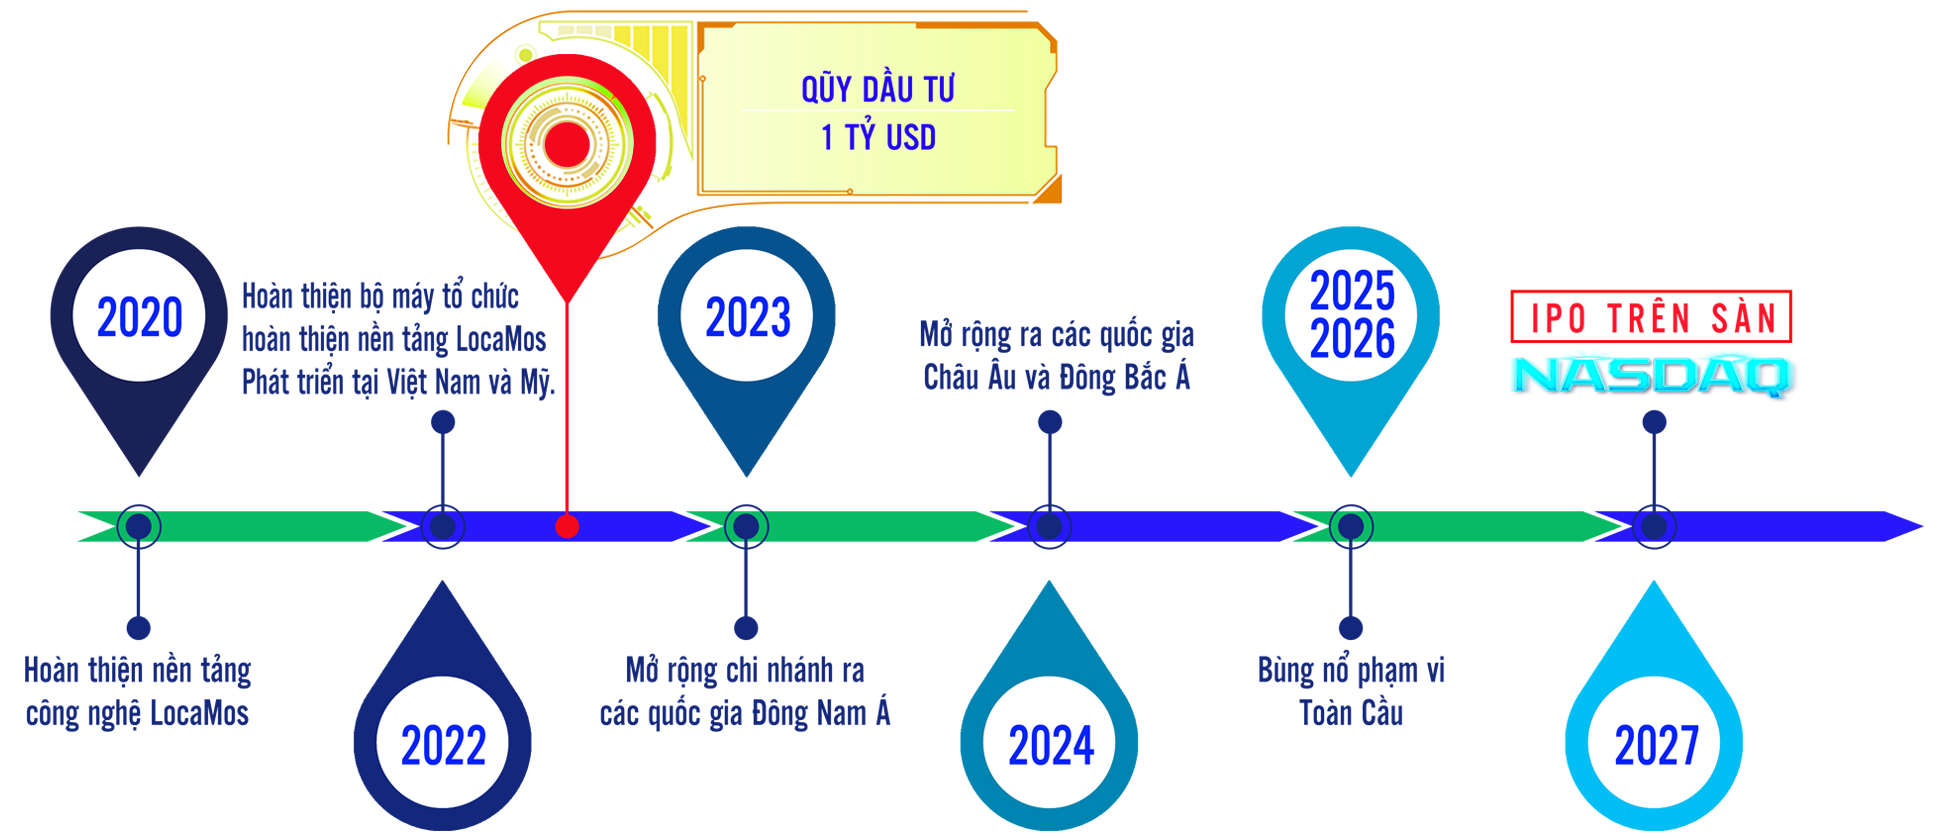 QŨY DẦU TƯ
1 TỶ USD
2020
Hoàn thiện bộ máy tổ chức
hoàn thiện nền tảng LocaMos
Phát triển tại Việt Nam và Mỹ.
2023
Mở rộng ra các quốc gia
Châu Âu và Đông Bắc Á
2025
2026
IPO TRÊN SÀN
NASDAQ
Hoàn thiện nền tảng
công nghệ LocaMos
2022
Mở rộng chi nhánh ra
các quốc gia Đông Nam Á
2024
Bùng nổ phạm vi
Toàn Cầu
2027